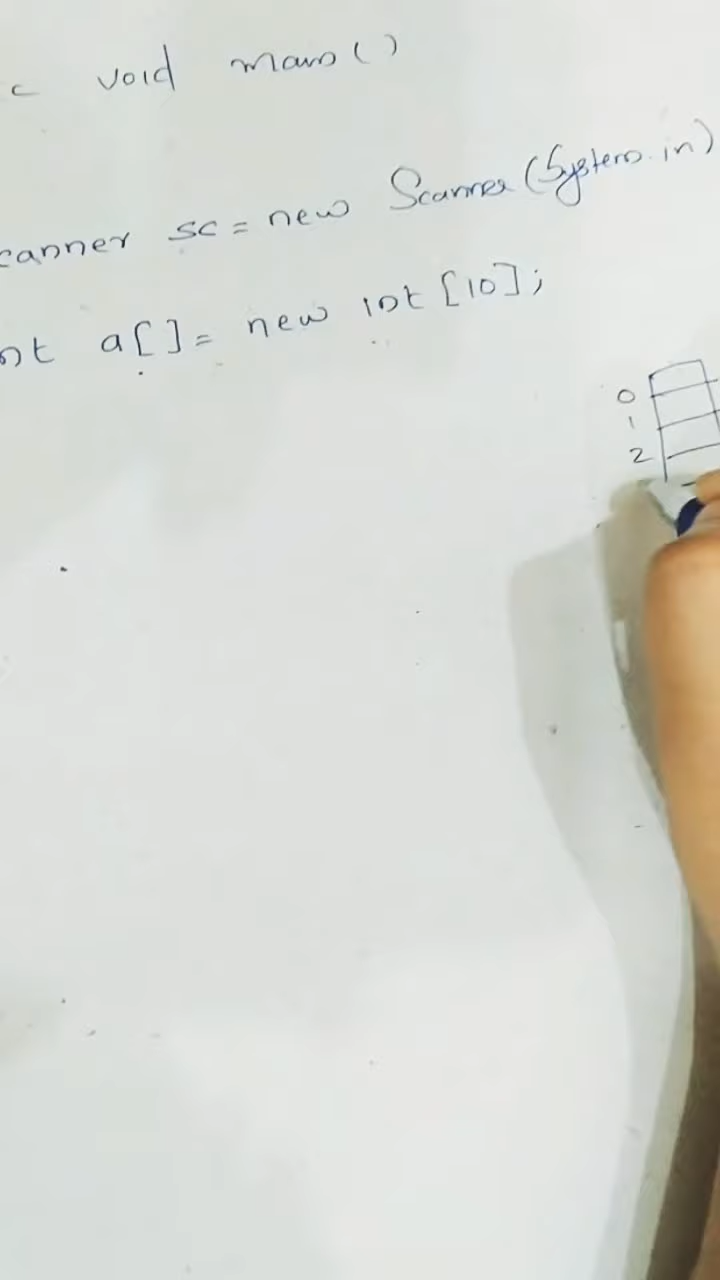 c void main()
canner sc = new Scanner (System.in)
nt a[] = new int [10];
0
1
2